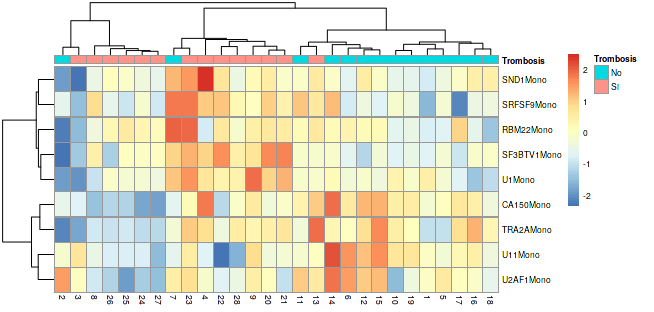 Trombosis
Trombosis
No
SI
SND1Mono
SRFSF9Mono
RBM22Mono
SF3BTV1Mono
U1Mono
CA150Mono
TRA2AMono
U11Mono
U2AF1Mono
2
1
0
-1
-2
2 3 8 26 25 24 27 7 23 4 22 28 9 20 21 11 13 14 6 12 15 10 19 1 5 17 16 18